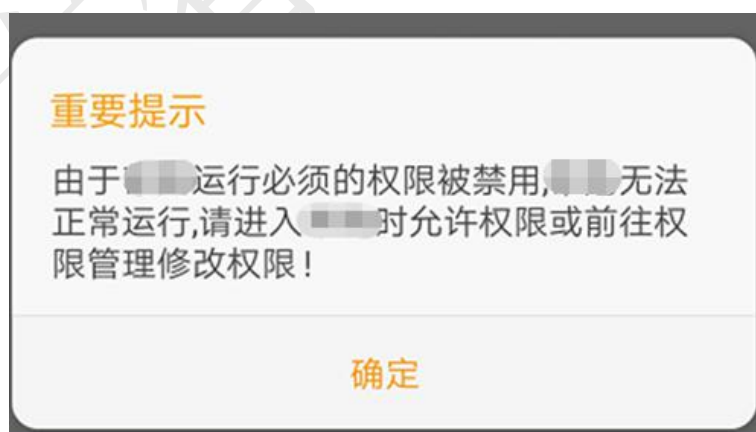 重要提示
由于运行必须的权限被禁用,无法
正常运行,请进入时允许权限或前往权
限管理修改权限!
确定